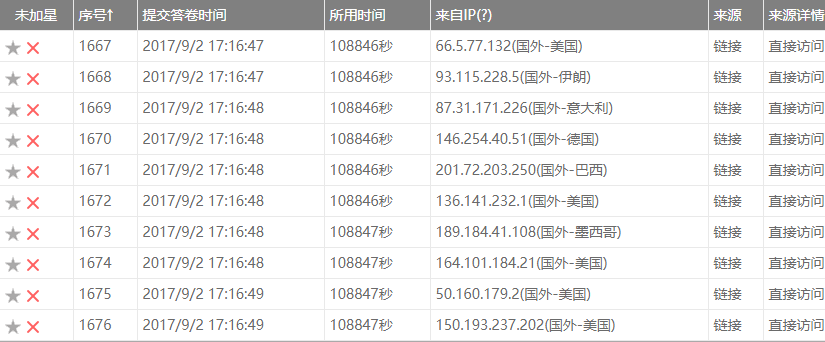 未加星 序号↑ 提交答卷时间 所用时间 来自IP(?) 来源 来源详情
1667 2017/9/2 17:16:47 108846秒 66.5.77.132(国外-美国) 链接 直接访问
1668 2017/9/2 17:16:47 108846秒 93.115.228.5(国外-伊朗) 链接 直接访问
1669 2017/9/2 17:16:48 108846秒 87.31.171.226(国外-意大利) 链接 直接访问
1670 2017/9/2 17:16:48 108846秒 146.254.40.51(国外-德国) 链接 直接访问
1671 2017/9/2 17:16:48 108846秒 201.72.203.250(国外-巴西) 链接 直接访问
1672 2017/9/2 17:16:48 108846秒 136.141.232.1(国外-美国) 链接 直接访问
1673 2017/9/2 17:16:48 108847秒 189.184.41.108(国外-墨西哥) 链接 直接访问
1674 2017/9/2 17:16:48 108847秒 164.101.184.21(国外-美国) 链接 直接访问
1675 2017/9/2 17:16:49 108847秒 50.160.179.2(国外-美国) 链接 直接访问
1676 2017/9/2 17:16:49 108847秒 150.193.237.202(国外-美国) 链接 直接访问